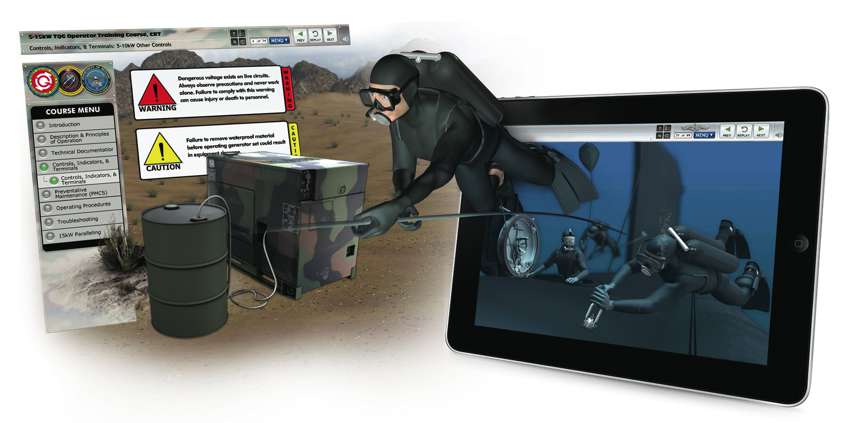 5-15kW TQG Operator Training Course, CBT
Controls, Indicators, & Terminals: 5-10kW Other Controls
MENU
PREV
REPLAY
NEXT
COURSE MENU
Introduction
Description & Principles
of Operation
Technical Documentation
Controls, Indicators, &
Terminals
Controls, Indicators, &
Terminals
Preventative
Maintenance (PMCS)
Operating Procedures
Troubleshooting
15kW Paralleling
WARNING
Dangerous voltage exists on live circuits.
Always observe precautions and never work
alone. Failure to comply with this warning
can cause injury or death to personnel.
WARNING
CAUTION
Failure to remove waterproof material
before operating generator set could result
in equipment damage.
CAUTI
MENU
PREV
REPLAY
NEXT